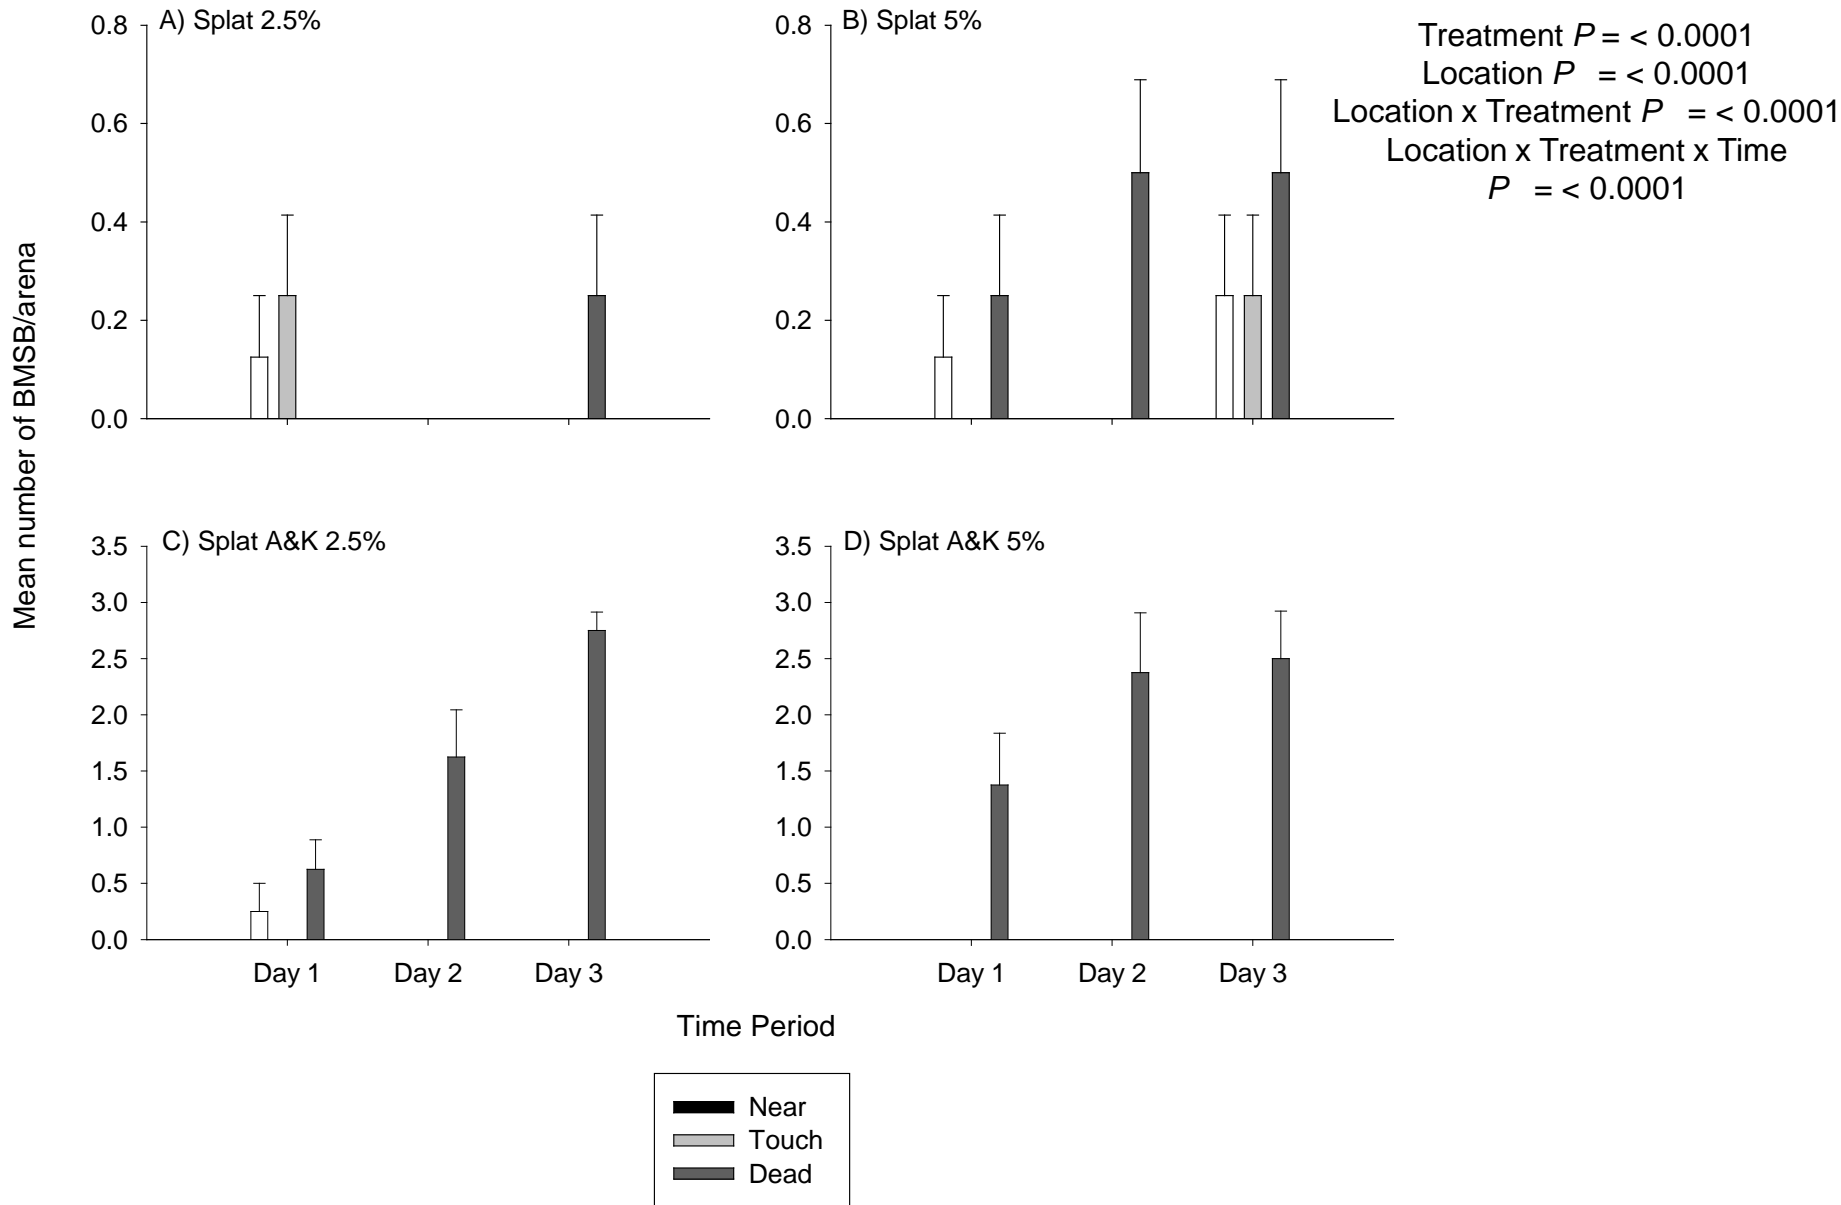 A) Splat 2.5%
0.8
0.6
0.4
0.2
0.0
B) Splat 5%
0.8
0.6
0.4
0.2
0.0
Treatment P = < 0.0001
Location P = < 0.0001
Location x Treatment P = < 0.0001
Location x Treatment x Time
P = < 0.0001
Mean number of BMSB/arena
C) Splat A&K 2.5%
3.5
3.0
2.5
2.0
1.5
1.0
0.5
0.0
Day 1 Day 2 Day 3
D) Splat A&K 5%
3.5
3.0
2.5
2.0
1.5
1.0
0.5
0.0
Day 1 Day 2 Day 3
Time Period
Near
Touch
Dead